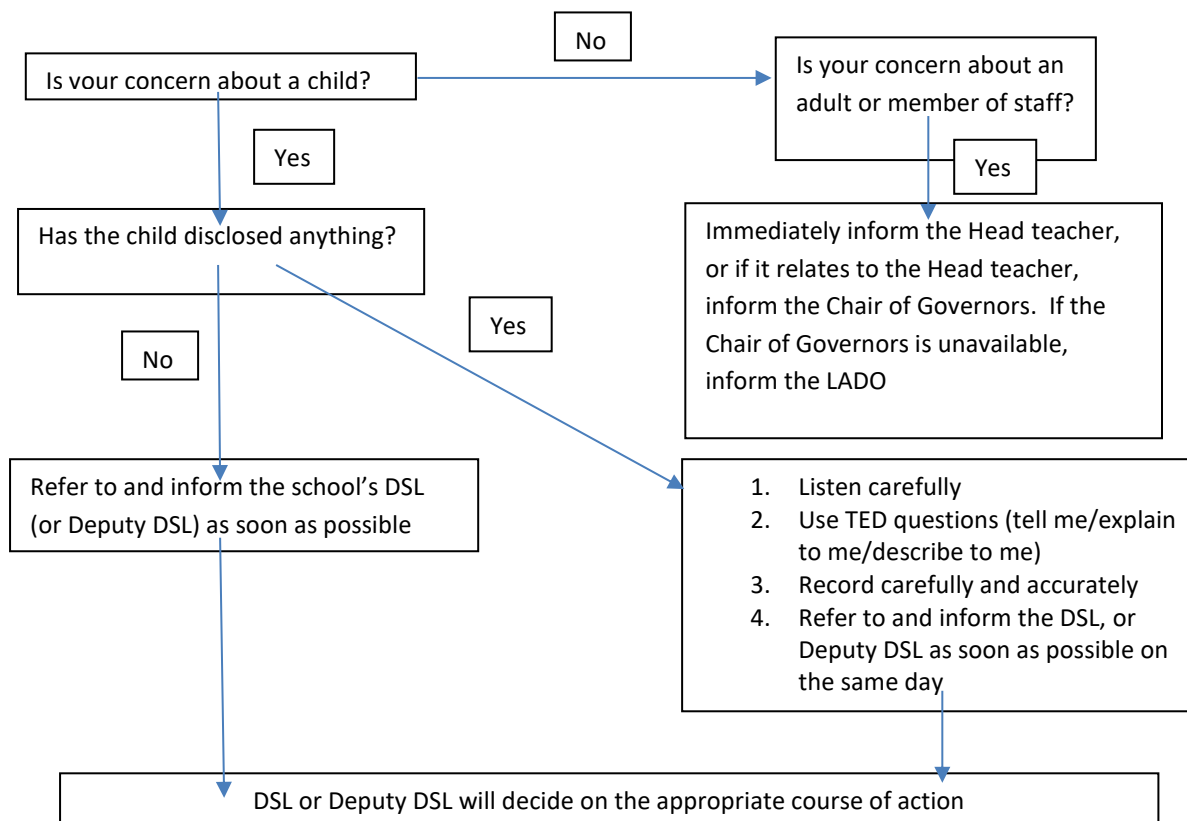 No
Is your concern about a child?
Is your concern about an
adult or member of staff?
Yes
Yes
Has the child disclosed anything?
Immediately inform the Head teacher,
or if it relates to the Head teacher,
inform the Chair of Governors.  If the
Chair of Governors is unavailable,
inform the LADO
Yes
No
Refer to and inform the school’s DSL
(or Deputy DSL) as soon as possible
1. Listen carefully
2. Use TED questions (tell me/explain
to me/describe to me)
3. Record carefully and accurately
4. Refer to and inform the DSL, or
Deputy DSL as soon as possible on
the same day
DSL or Deputy DSL will decide on the appropriate course of action